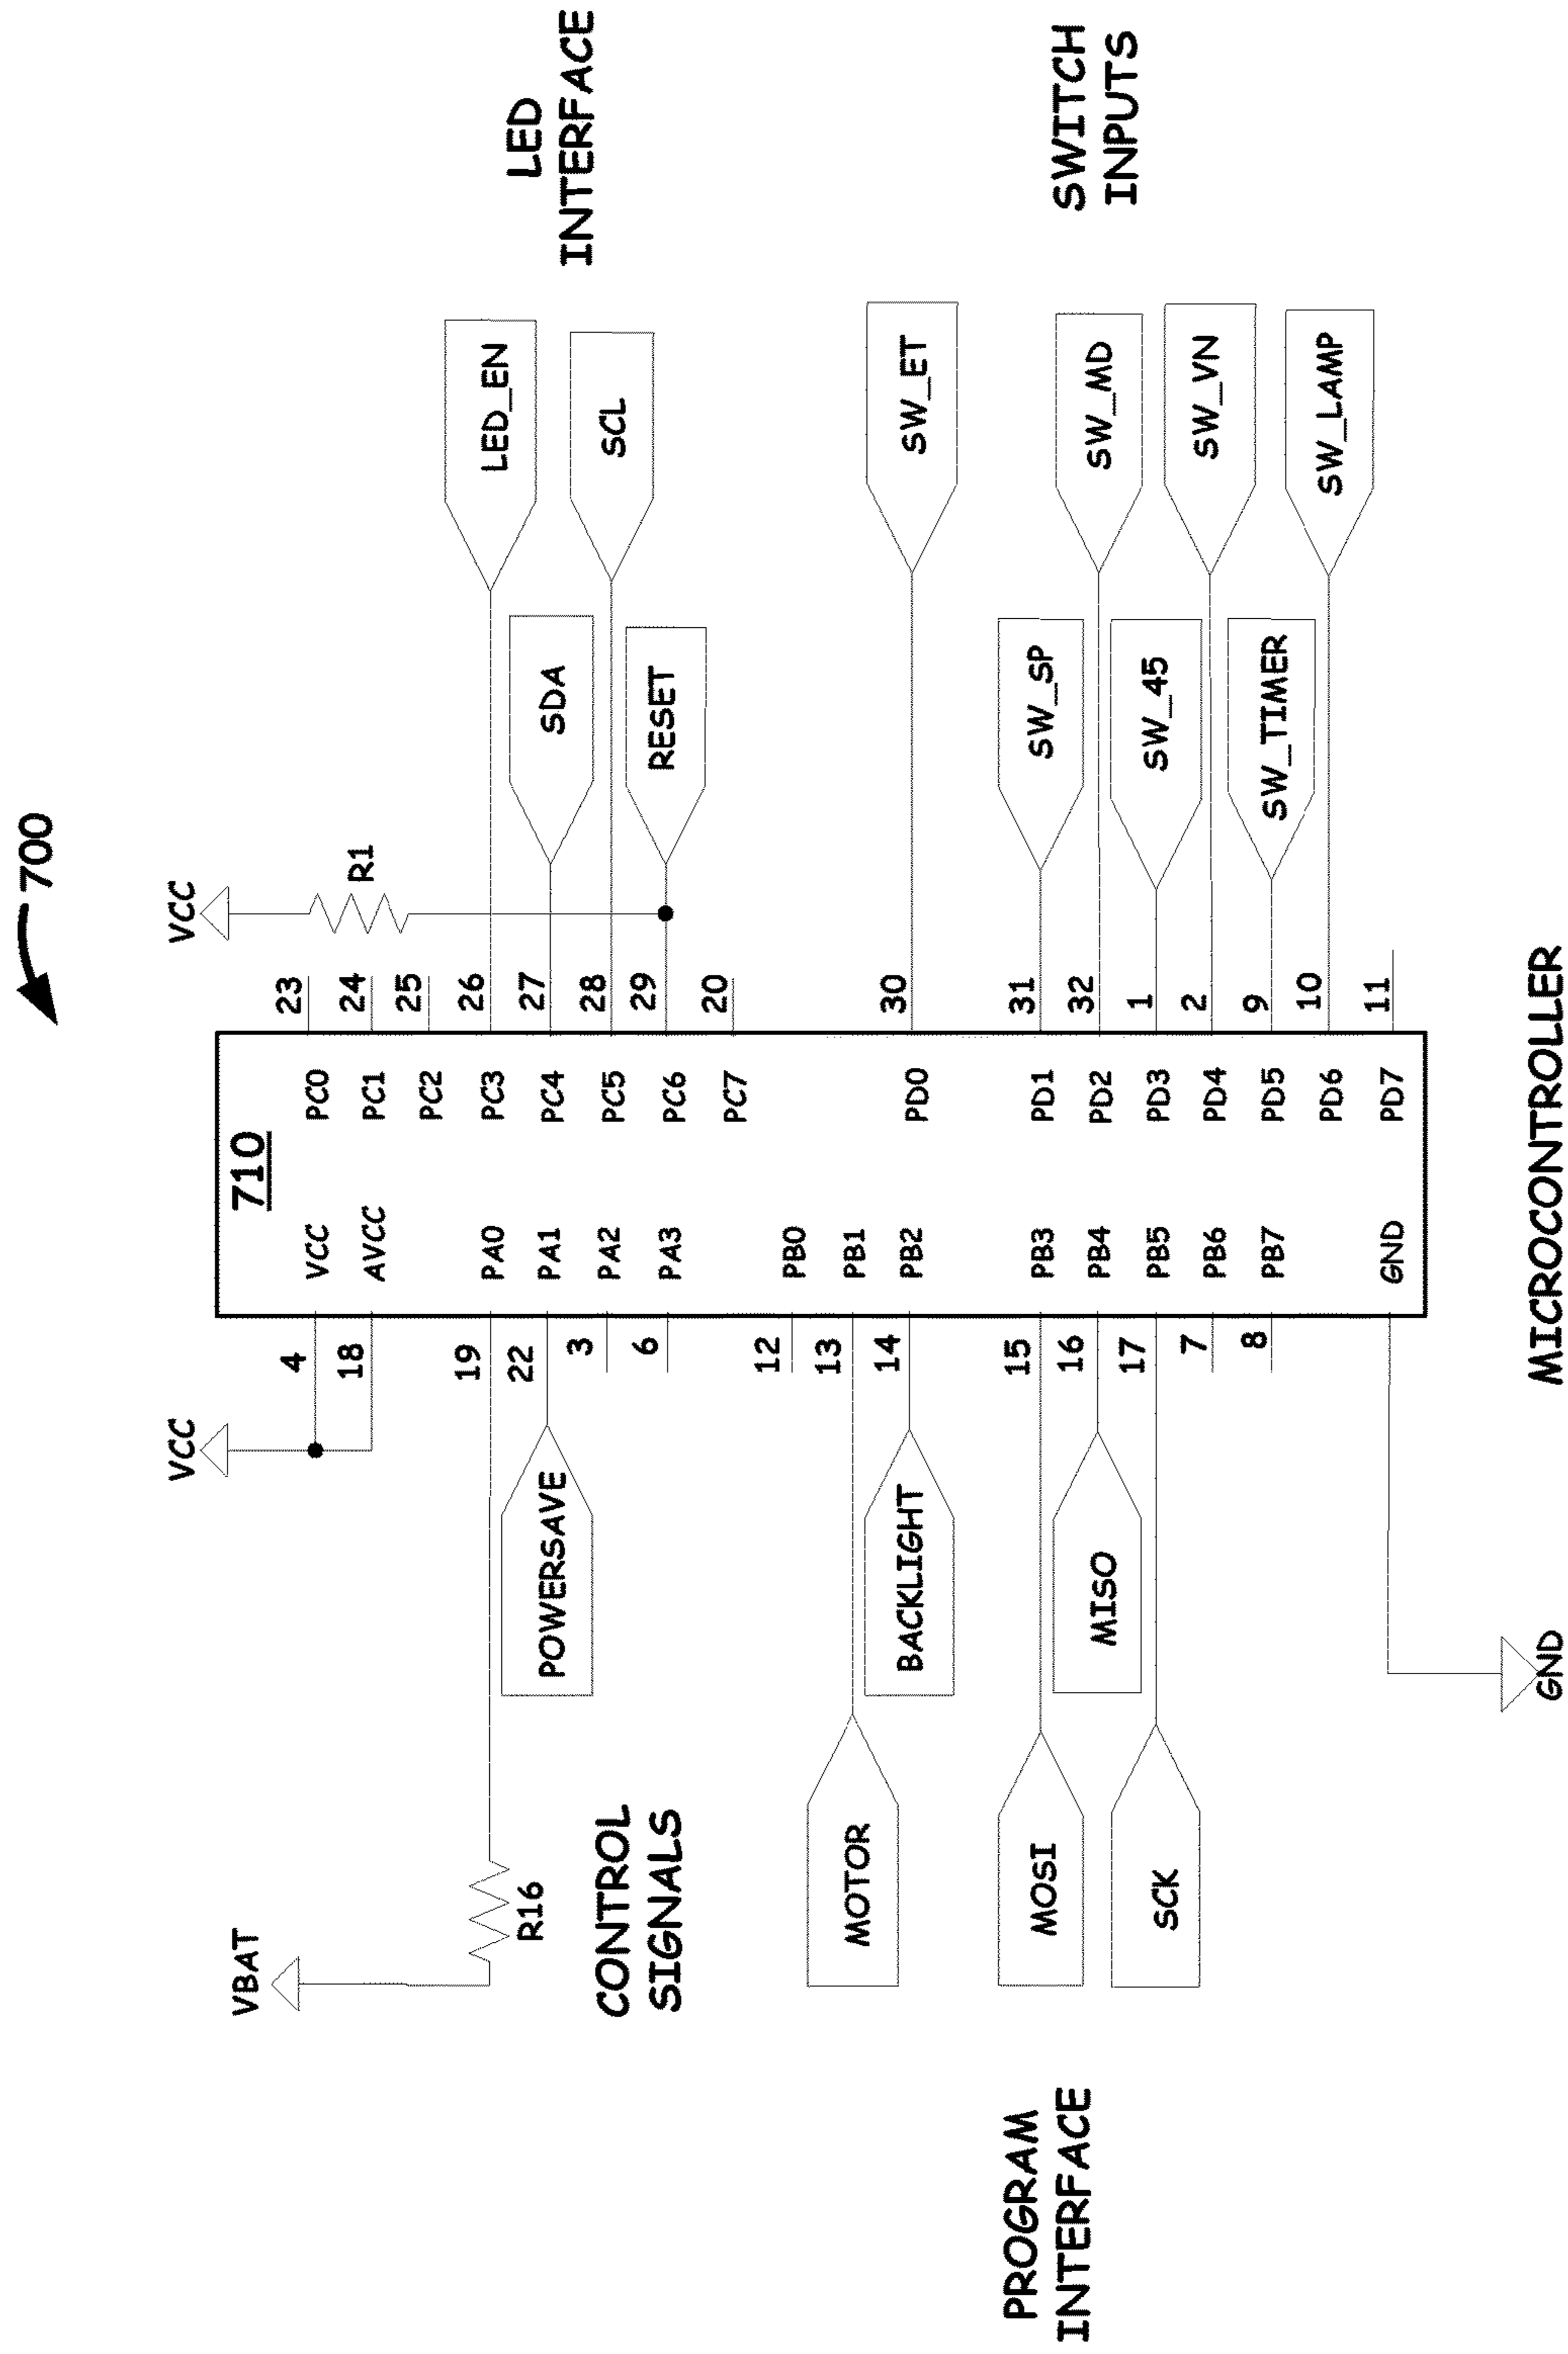 700
VCC
VCC
VBAT
R1
R16
710
4
VCC
18
AVCC
19
PA0
22
PA1
3
PA2
6
PA3
12
PB0
13
PB1
14
PB2
15
PB3
16
PB4
17
PB5
7
PB6
8
PB7
GND
PC0
23
PC1
24
PC2
25
PC3
26
PC4
27
PC5
28
PC6
29
PC7
20
PD0
30
PD1
31
PD2
32
PD3
1
PD4
2
PD5
9
PD6
10
PD7
11
POWERSAVE
MOTOR
BACKLIGHT
MOSI
MISO
SCK
GND
CONTROL
SIGNALS
PROGRAM
INTERFACE
LED_EN
SDA
SCL
RESET
LED
INTERFACE
SW_ET
SW_SP
SW_MD
SW_45
SW_VN
SW_TIMER
SW_LAMP
SWITCH
INPUTS
MICROCONTROLLER